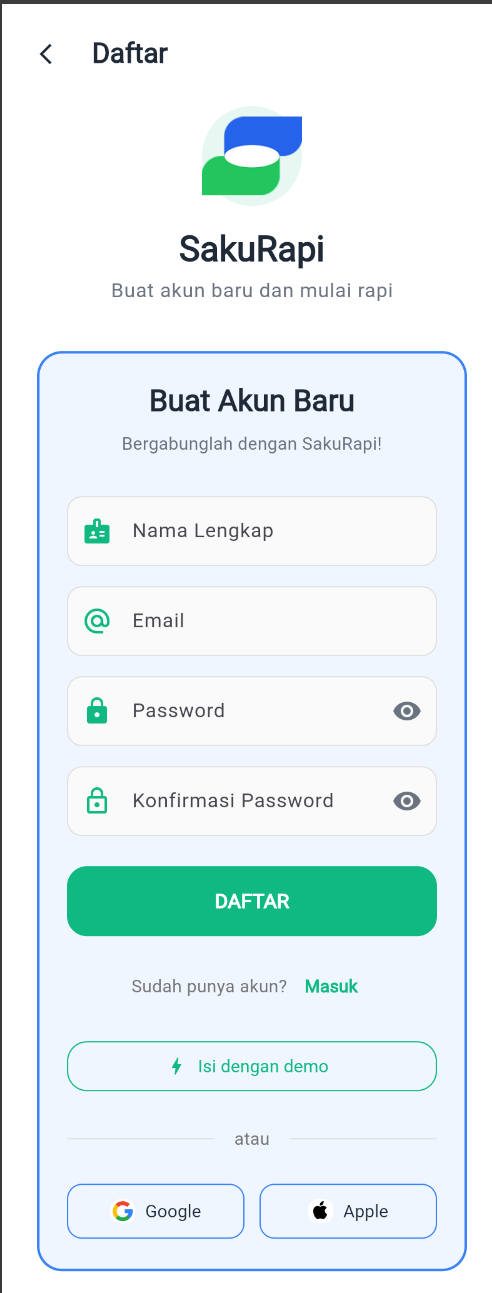 Daftar
SakuRapi
Buat akun baru dan mulai rapi
Buat Akun Baru
Bergabunglah dengan SakuRapi!
Nama Lengkap
Email
Password
Konfirmasi Password
DAFTAR
Sudah punya akun? Masuk
Isi dengan demo
atau
Google Apple